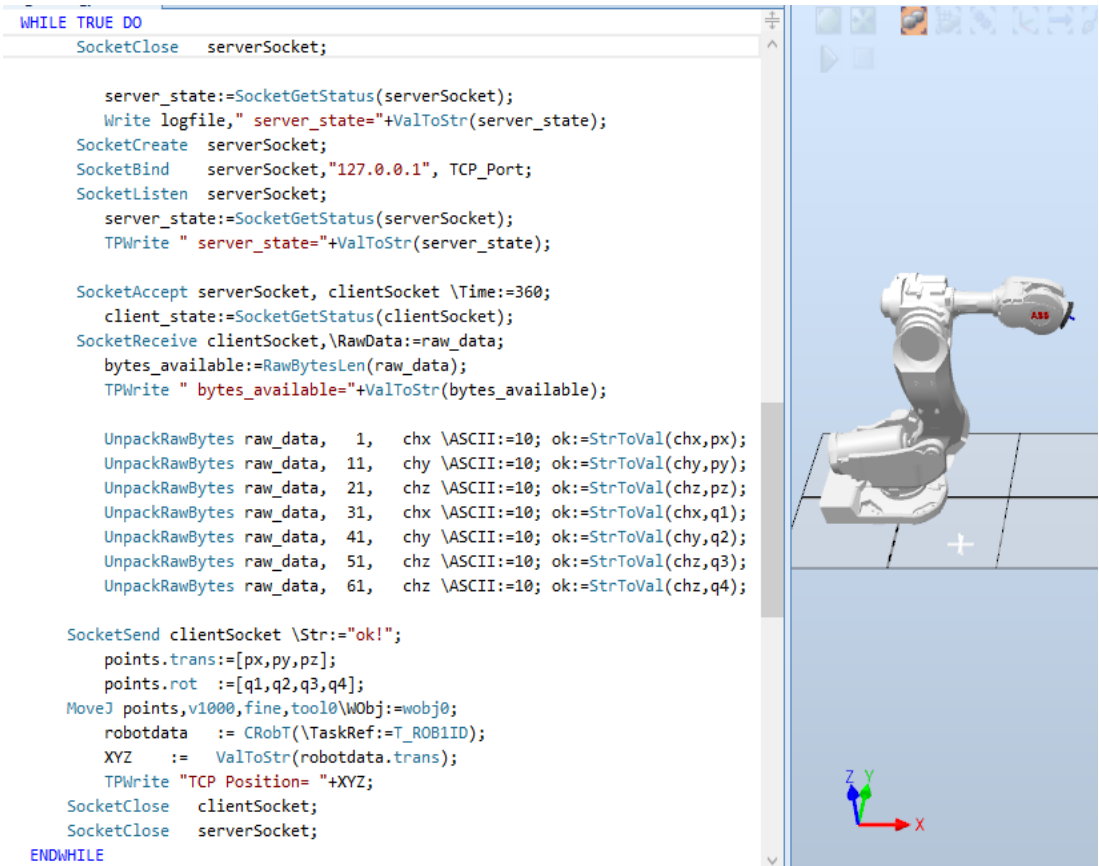 WHILE TRUE DO
SocketClose serverSocket;
server_state:=SocketGetStatus(serverSocket);
Write logfile," server_state="+ValToStr(server_state);
SocketCreate serverSocket;
SocketBind serverSocket,"127.0.0.1", TCP_Port;
SocketListen serverSocket;
server_state:=SocketGetStatus(serverSocket);
TPWrite " server_state="+ValToStr(server_state);
SocketAccept serverSocket, clientSocket \Time:=360;
client_state:=SocketGetStatus(clientSocket);
SocketReceive clientSocket,\RawData:=raw_data;
bytes_available:=RawBytesLen(raw_data);
TPWrite " bytes_available="+ValToStr(bytes_available);
UnpackRawBytes raw_data, 1, chx \ASCII:=10; ok:=StrToVal(chx,px);
UnpackRawBytes raw_data, 11, chy \ASCII:=10; ok:=StrToVal(chy,py);
UnpackRawBytes raw_data, 21, chz \ASCII:=10; ok:=StrToVal(chz,pz);
UnpackRawBytes raw_data, 31, chx \ASCII:=10; ok:=StrToVal(chx,q1);
UnpackRawBytes raw_data, 41, chy \ASCII:=10; ok:=StrToVal(chy,q2);
UnpackRawBytes raw_data, 51, chz \ASCII:=10; ok:=StrToVal(chz,q3);
UnpackRawBytes raw_data, 61, chz \ASCII:=10; ok:=StrToVal(chz,q4);
SocketSend clientSocket \Str:="ok!";
points.trans:=[px,py,pz];
points.rot :=[q1,q2,q3,q4];
MoveJ points,v1000,fine,tool0\WObj:=wobj0;
robotdata := CRobT(\TaskRef:=T_ROB1ID);
XYZ := ValToStr(robotdata.trans);
TPWrite "TCP Position= "+XYZ;
SocketClose clientSocket;
SocketClose serverSocket;
ENDWHILE
ABB
Z Y
X